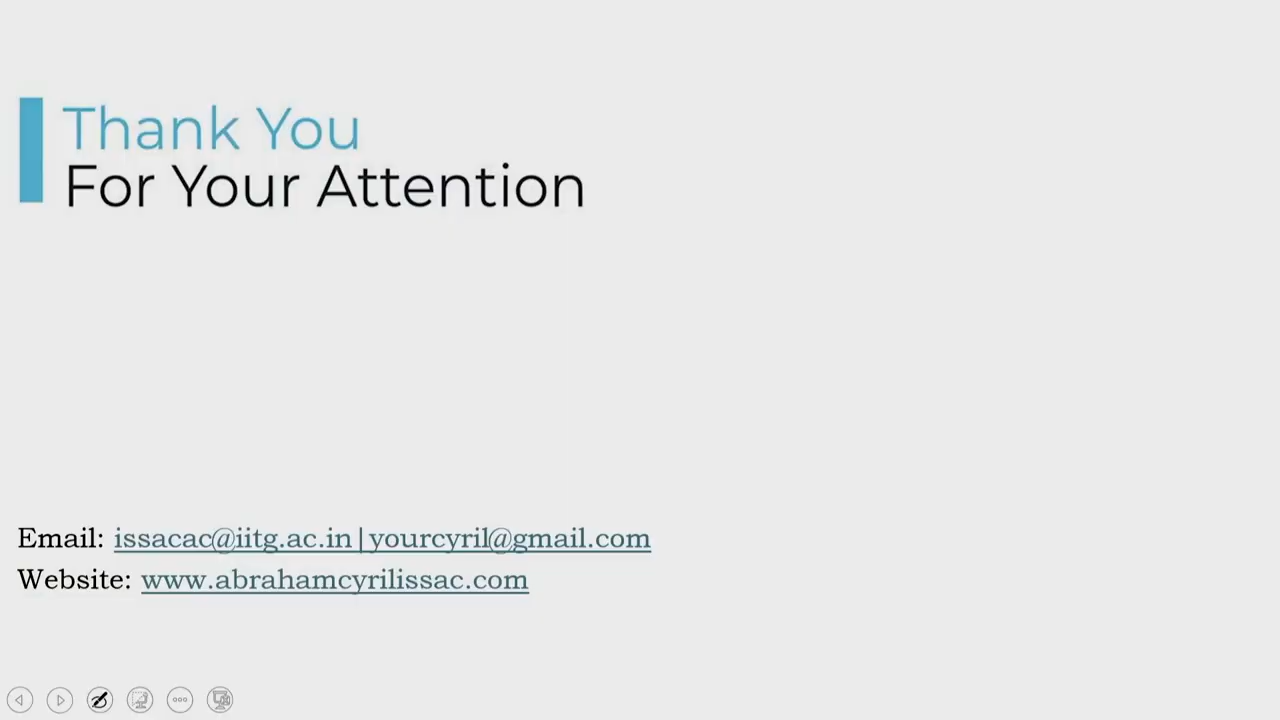 Thank You
For Your Attention
Email: issacac@iitg.ac.in|yourcyril@gmail.com
Website: www.abrahamcyrilissac.com